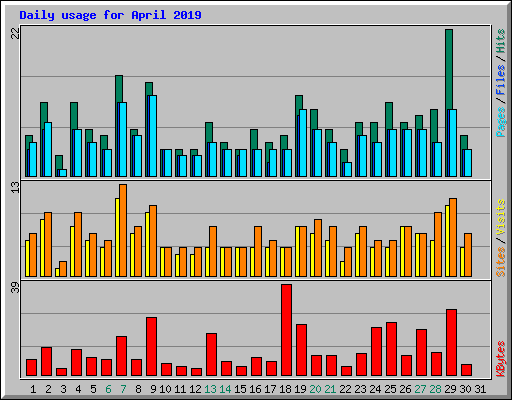 Daily usage for April 2019
22
Pages / Files / Hits
13
Sites / Visits
39
KBytes
1 2 3 4 5 6 7 8 9 10 11 12 13 14 15 16 17 18 19 20 21 22 23 24 25 26 27 28 29 30 31